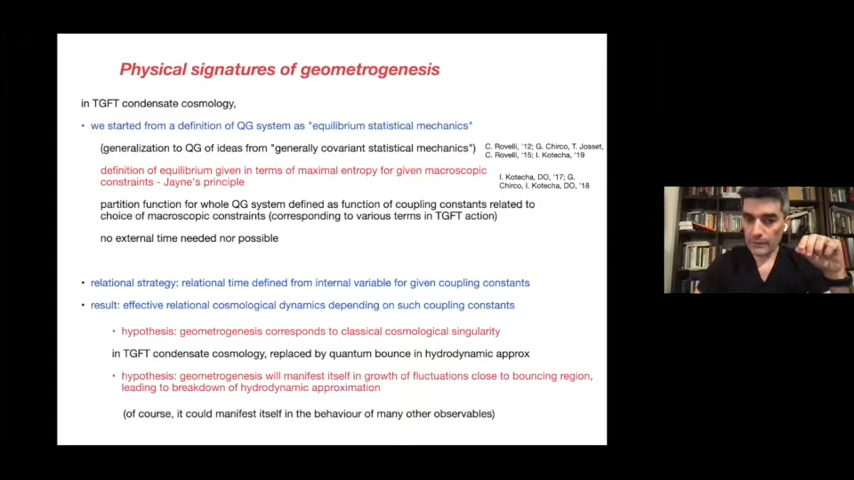 Physical signatures of geometrogenesis
in TGFT condensate cosmology,
• we started from a definition of QG system as "equilibrium statistical mechanics"
(generalization to QG of ideas from "generally covariant statistical mechanics")
C. Rovelli, '12; G. Chirco, T. Josset,
C. Rovelli, '15; I. Kotecha, '19
definition of equilibrium given in terms of maximal entropy for given macroscopic
constraints - Jayne's principle
I. Kotecha, DO, '17; G.
Chirco, I. Kotecha, DO, '18
partition function for whole QG system defined as function of coupling constants related to
choice of macroscopic constraints (corresponding to various terms in TGFT action)
no external time needed nor possible
• relational strategy: relational time defined from internal variable for given coupling constants
• result: effective relational cosmological dynamics depending on such coupling constants
• hypothesis: geometrogenesis corresponds to classical cosmological singularity
in TGFT condensate cosmology, replaced by quantum bounce in hydrodynamic approx
• hypothesis: geometrogenesis will manifest itself in growth of fluctuations close to bouncing region,
leading to breakdown of hydrodynamic approximation
(of course, it could manifest itself in the behaviour of many other observables)